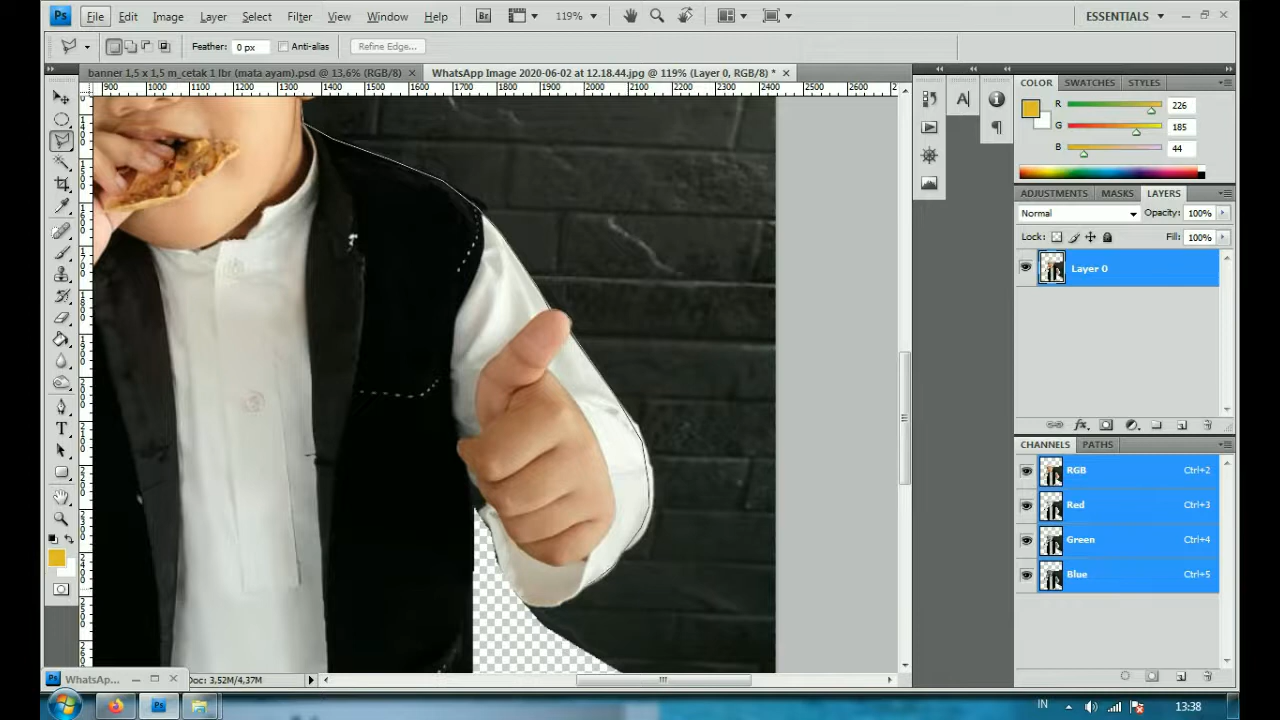 Ps File Edit Image Layer Select Filter View Window Help Br 119% ESSENTIALS
Feather: 0 px Anti-alias Refine Edge...
banner 1,5 x 1,5 m_cetak 1 lbr (mata ayam).psd @ 13,6% (RGB/8) WhatsApp Image 2020-06-02 at 12.18.44.jpg @ 119% (Layer 0, RGB/8) *
900 1000 1100 1200 1300 1400 1500 1600 1700 1800 1900 2000 2100 2200 2300 2400 2500 2600
COLOR SWATCHES STYLES
R 226
G 185
B 44
ADJUSTMENTS MASKS LAYERS
Normal Opacity: 100%
Lock: Fill: 100%
Layer 0
CHANNELS PATHS
RGB Ctrl+2
Red Ctrl+3
Green Ctrl+4
Blue Ctrl+5
Ps WhatsAp...
Doc: 3,52M/4,37M
IN 13:38